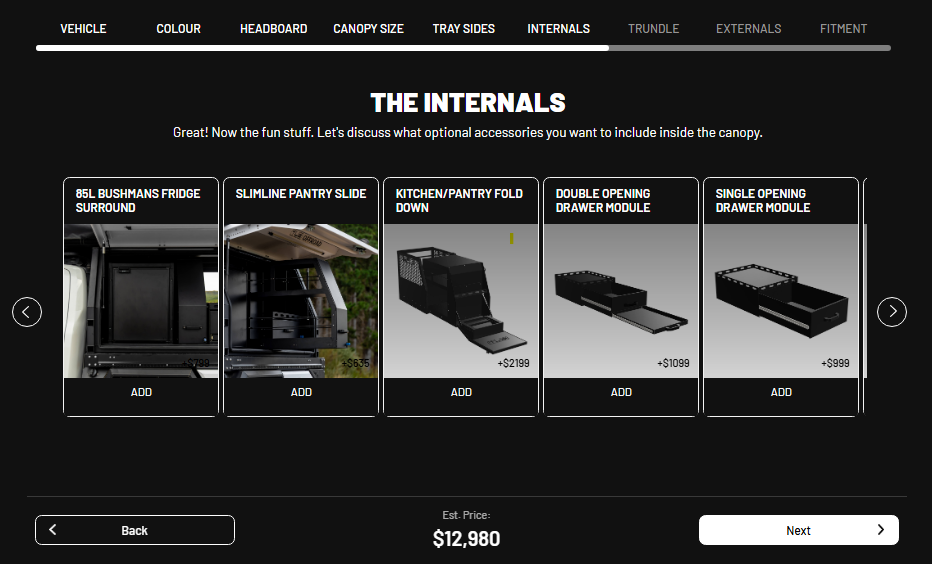 VEHICLE
COLOUR
HEADBOARD
CANOPY SIZE
TRAY SIDES
INTERNALS
TRUNDLE
EXTERNALS
FITMENT
THE INTERNALS
Great! Now the fun stuff. Let's discuss what optional accessories you want to include inside the canopy.
85L BUSHMANS FRIDGE
SURROUND
+$799
ADD
SLIMLINE PANTRY SLIDE
+$635
ADD
KITCHEN/PANTRY FOLD
DOWN
+$2199
ADD
DOUBLE OPENING
DRAWER MODULE
+$1099
ADD
SINGLE OPENING
DRAWER MODULE
+$999
ADD
Back
Est. Price:
$12,980
Next